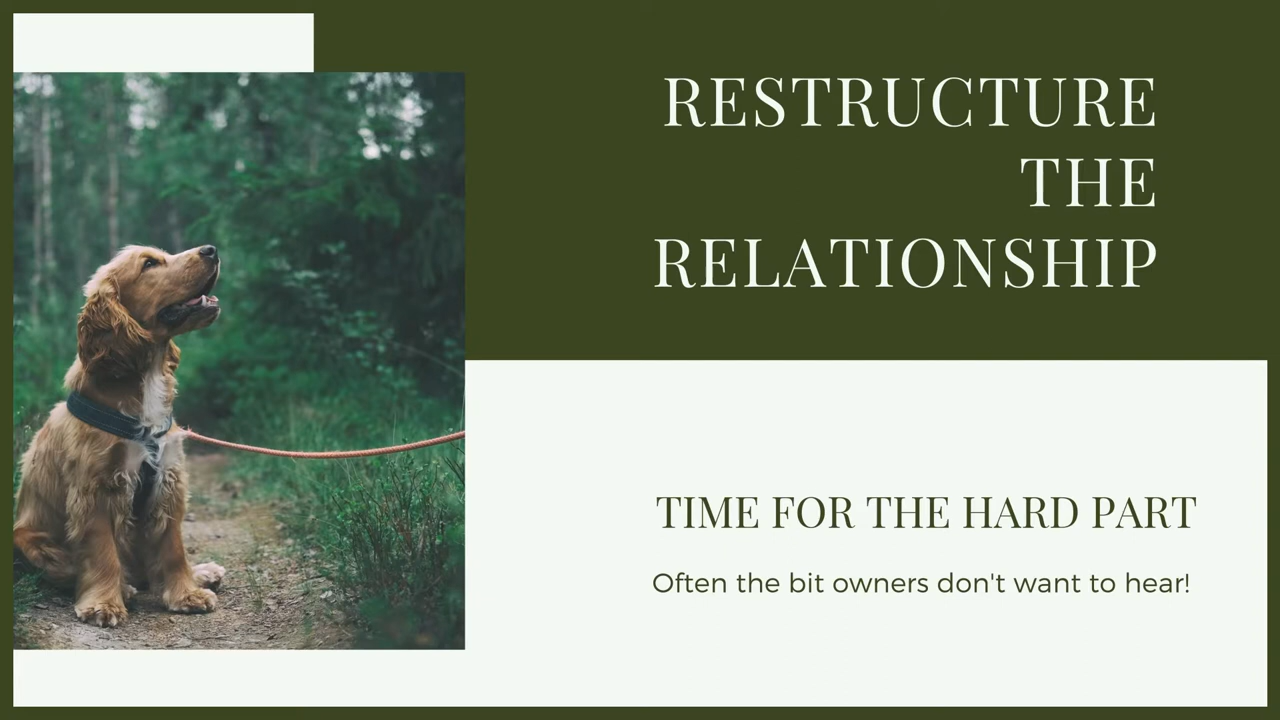 RESTRUCTURE
THE
RELATIONSHIP
TIME FOR THE HARD PART
Often the bit owners don't want to hear!